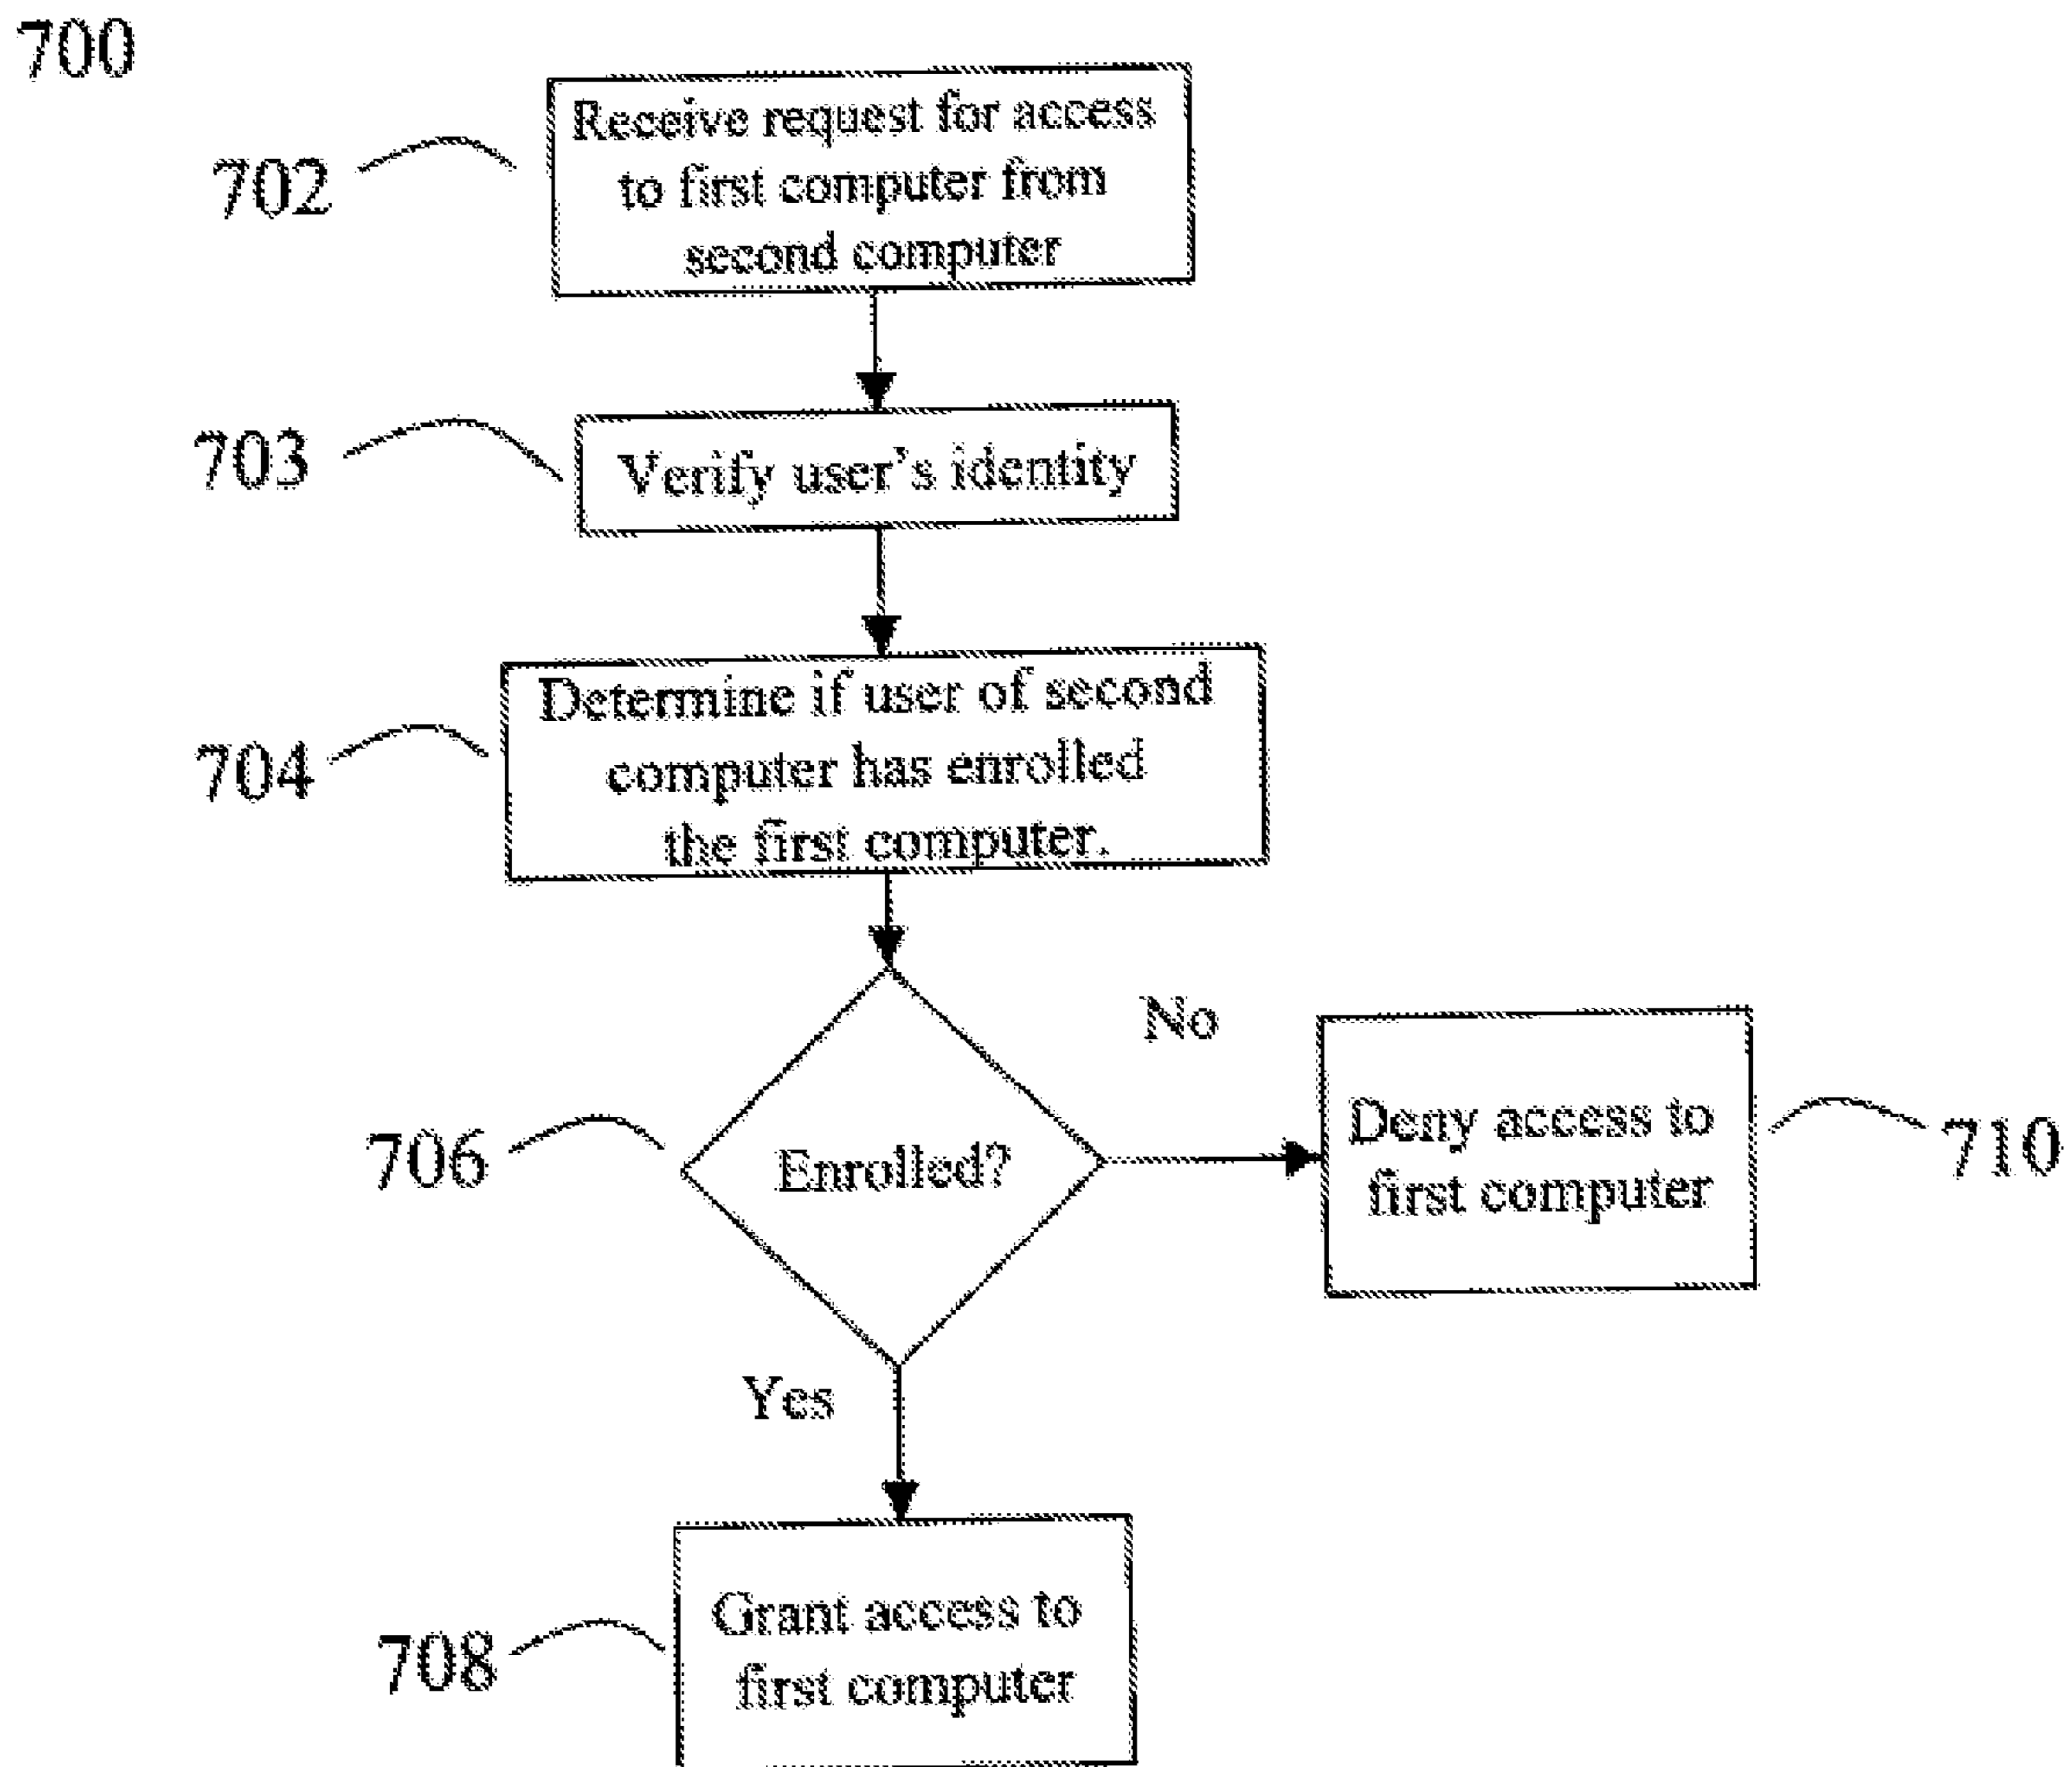 700
702
Receive request for access
to first computer from
second computer
703
Verify user's identity
704
Determine if user of second
computer has enrolled
the first computer.
706
Enrolled?
No
Deny access to
first computer
710
Yes
708
Grant access to
first computer